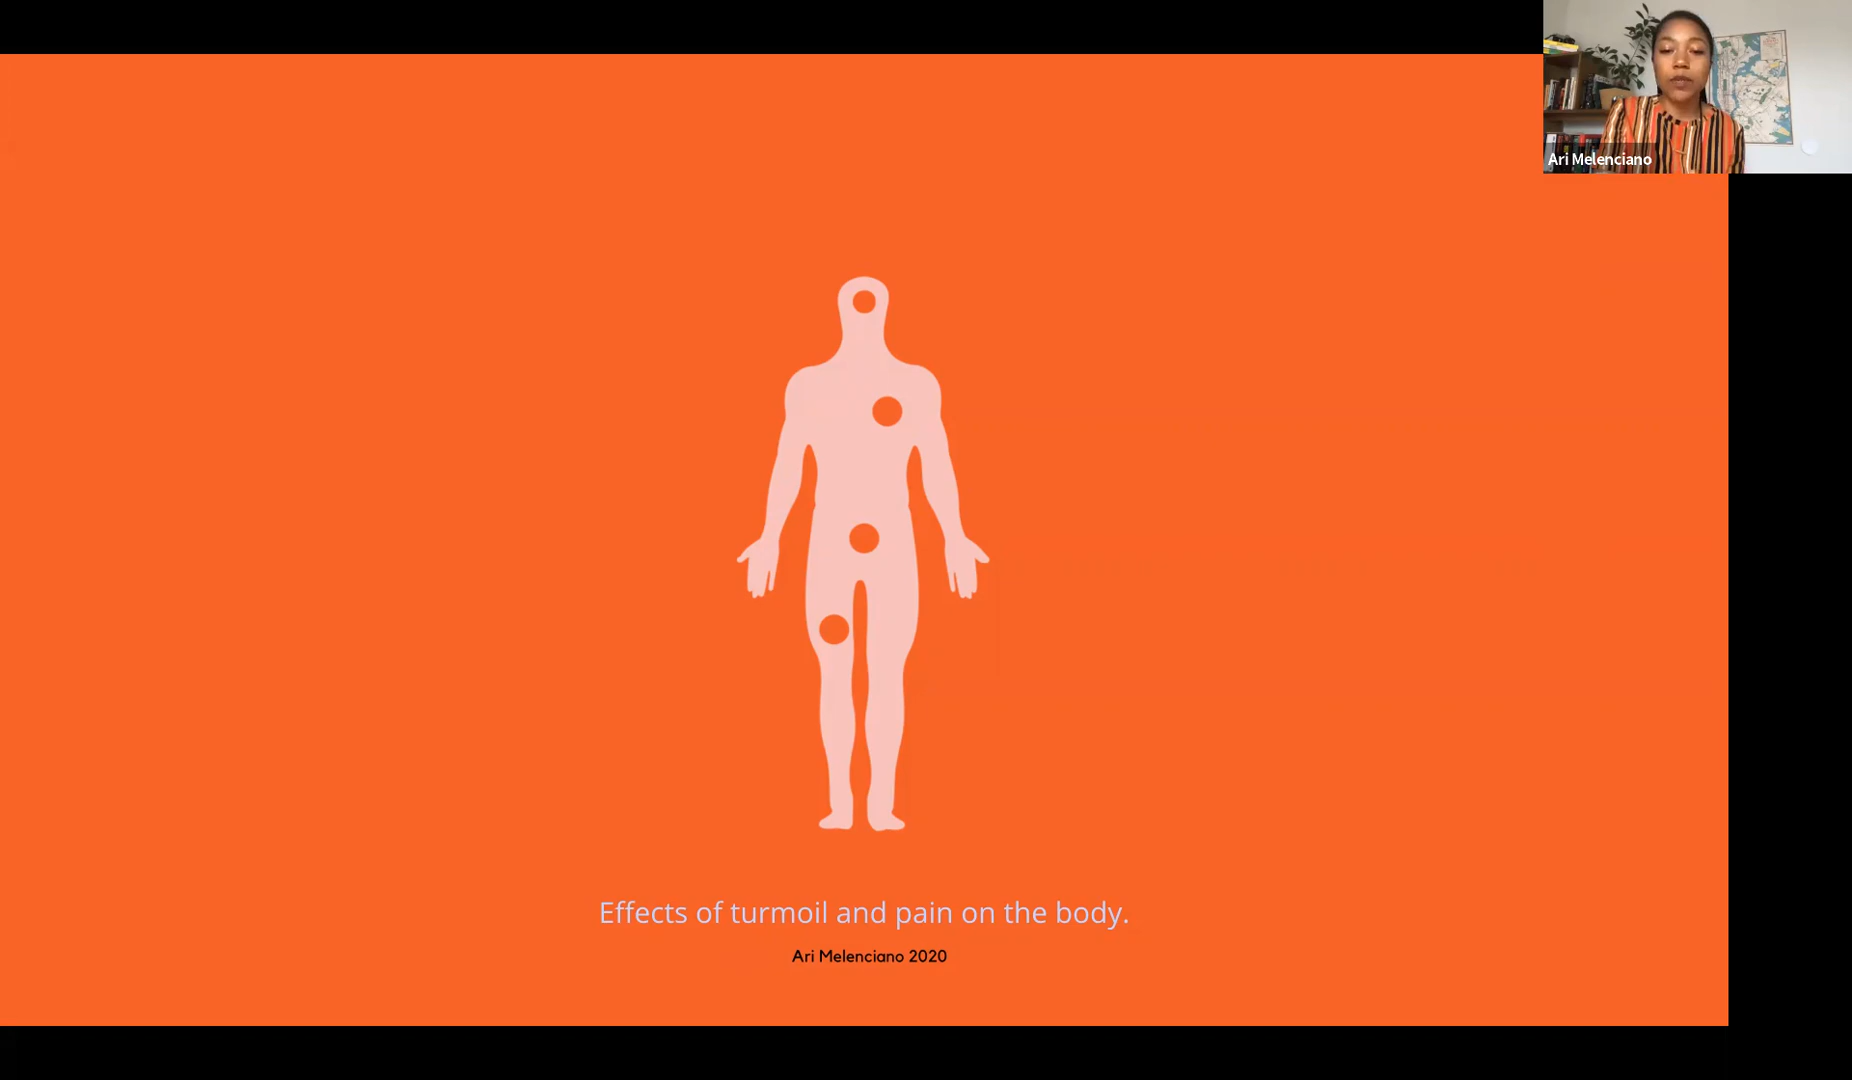 Ari Melenciano
Effects of turmoil and pain on the body.
Ari Melenciano 2020